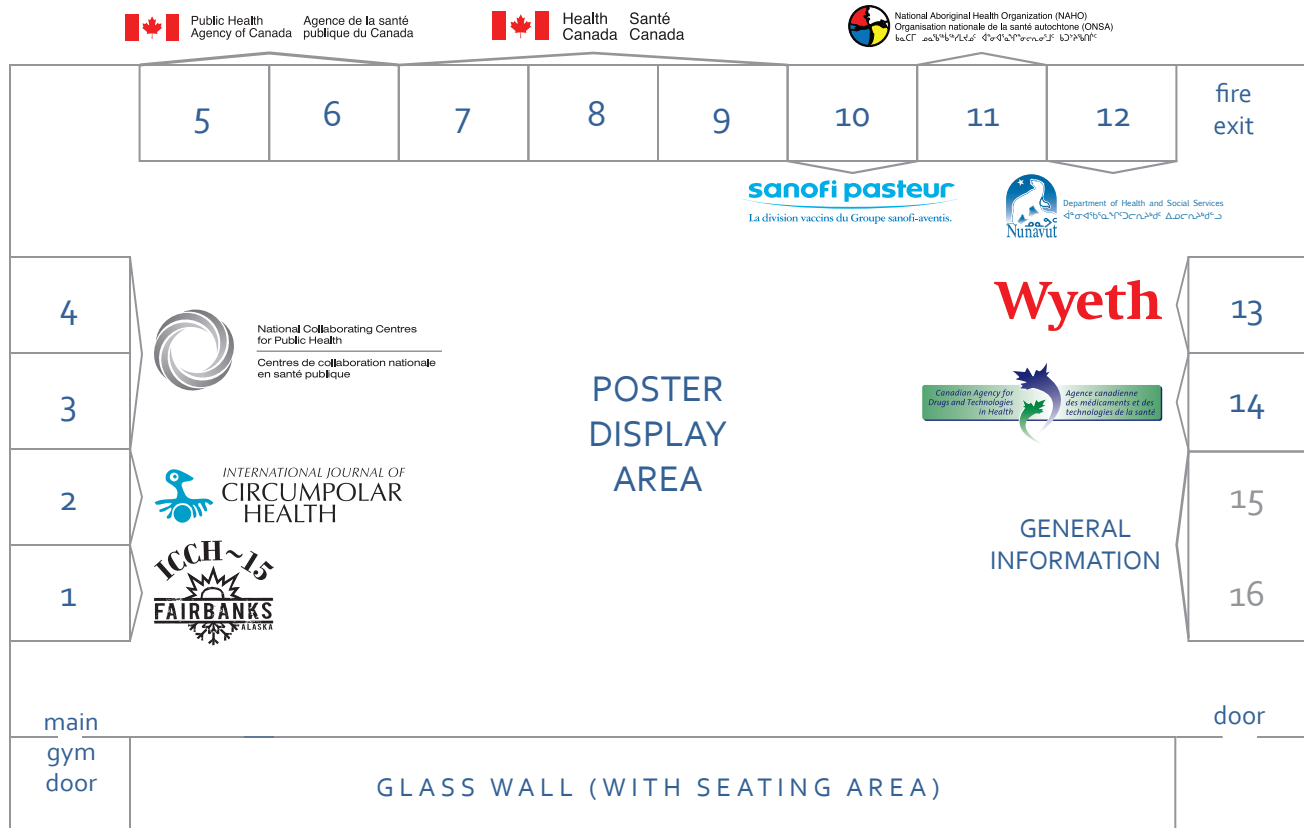 Public Health
Agency of Canada
Agence de la santé
publique du Canada
Health
Canada
Santé
Canada
National Aboriginal Health Organization (NAHO)
Organisation nationale de la santé autochtone (ONSA)
5
6
7
8
9
10
11
12
fire
exit
sanofi pasteur
La division vaccins du Groupe sanofi-aventis.
Nunavut
Department of Health and Social Services
4
3
2
1
National Collaborating Centres
for Public Health
Centres de collaboration nationale
en santé publique
INTERNATIONAL JOURNAL OF
CIRCUMPOLAR
HEALTH
ICCH~15
FAIRBANKS
ALASKA
POSTER
DISPLAY
AREA
Wyeth
Canadian Agency for
Drugs and Technologies
in Health
Agence canadienne
des médicaments et des
technologies de la santé
GENERAL
INFORMATION
13
14
15
16
main
gym
door
door
GLASS WALL (WITH SEATING AREA)